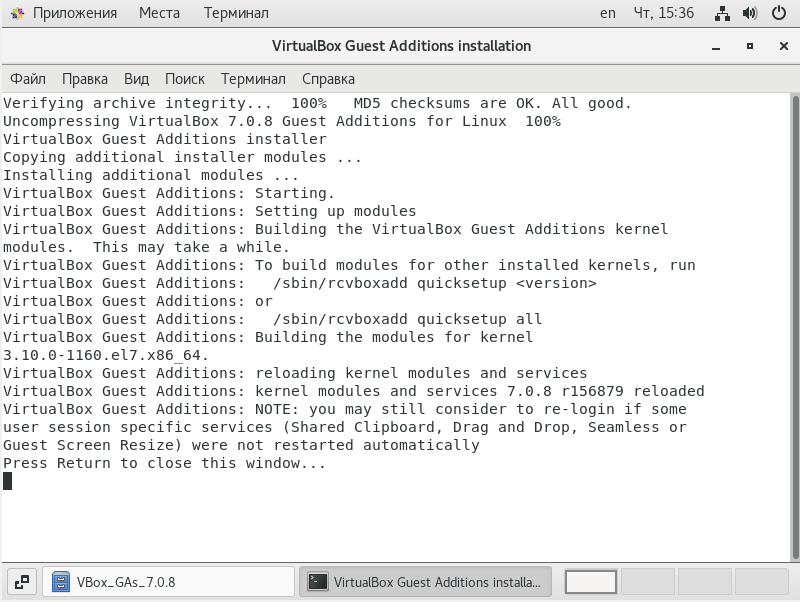 Приложения Места Терминал en Чт, 15:36
VirtualBox Guest Additions installation
Файл Правка Вид Поиск Терминал Справка
Verifying archive integrity...  100%   MD5 checksums are OK. All good.
Uncompressing VirtualBox 7.0.8 Guest Additions for Linux  100%
VirtualBox Guest Additions installer
Copying additional installer modules ...
Installing additional modules ...
VirtualBox Guest Additions: Starting.
VirtualBox Guest Additions: Setting up modules
VirtualBox Guest Additions: Building the VirtualBox Guest Additions kernel
modules.  This may take a while.
VirtualBox Guest Additions: To build modules for other installed kernels, run
VirtualBox Guest Additions:   /sbin/rcvboxadd quicksetup <version>
VirtualBox Guest Additions: or
VirtualBox Guest Additions:   /sbin/rcvboxadd quicksetup all
VirtualBox Guest Additions: Building the modules for kernel
3.10.0-1160.el7.x86_64.
VirtualBox Guest Additions: reloading kernel modules and services
VirtualBox Guest Additions: kernel modules and services 7.0.8 r156879 reloaded
VirtualBox Guest Additions: NOTE: you may still consider to re-login if some
user session specific services (Shared Clipboard, Drag and Drop, Seamless or
Guest Screen Resize) were not restarted automatically
Press Return to close this window...
VBox_GAs_7.0.8 VirtualBox Guest Additions installa...